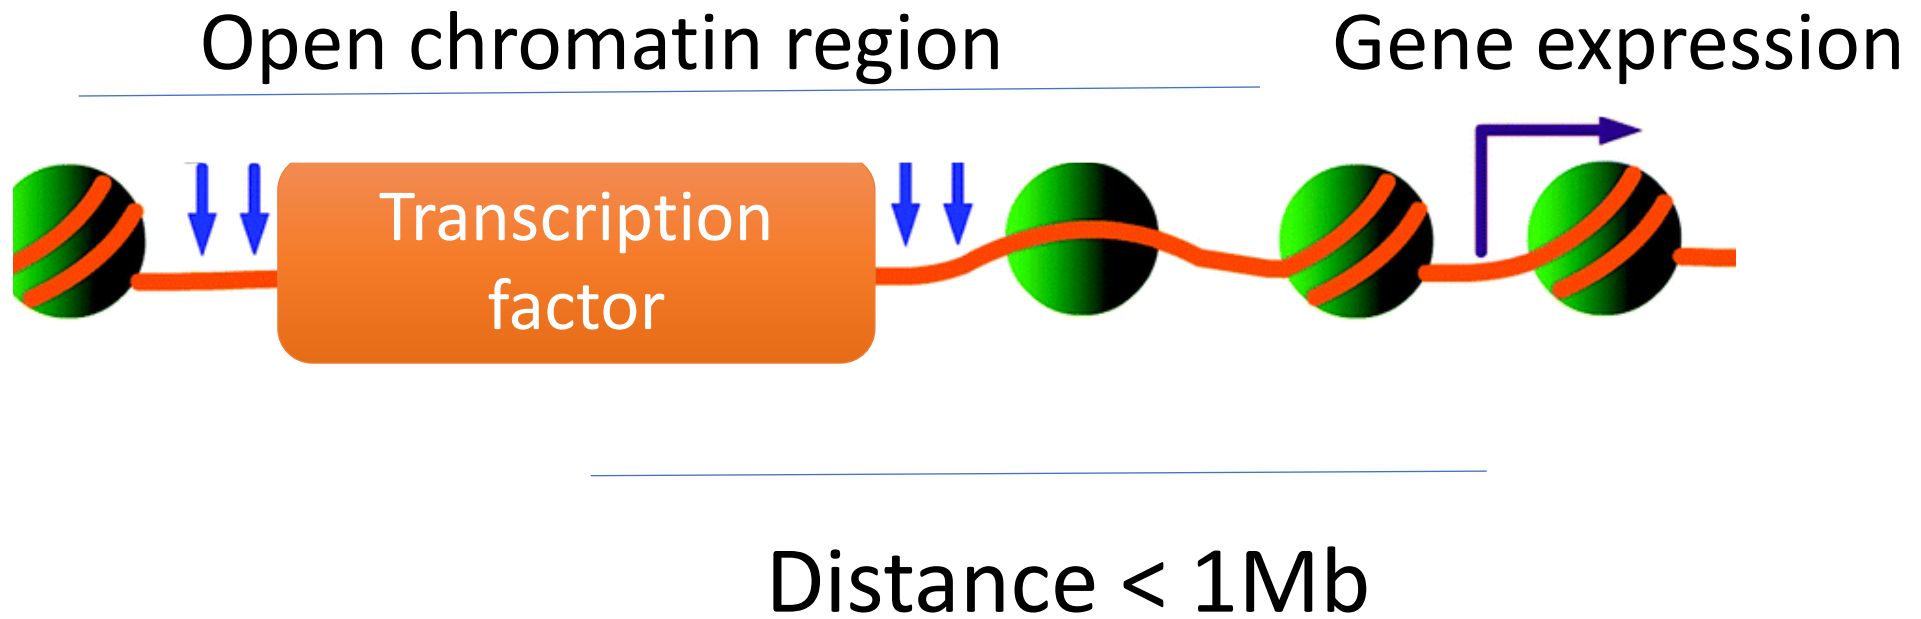 Open chromatin region
Gene expression
Transcription
factor
Distance < 1Mb